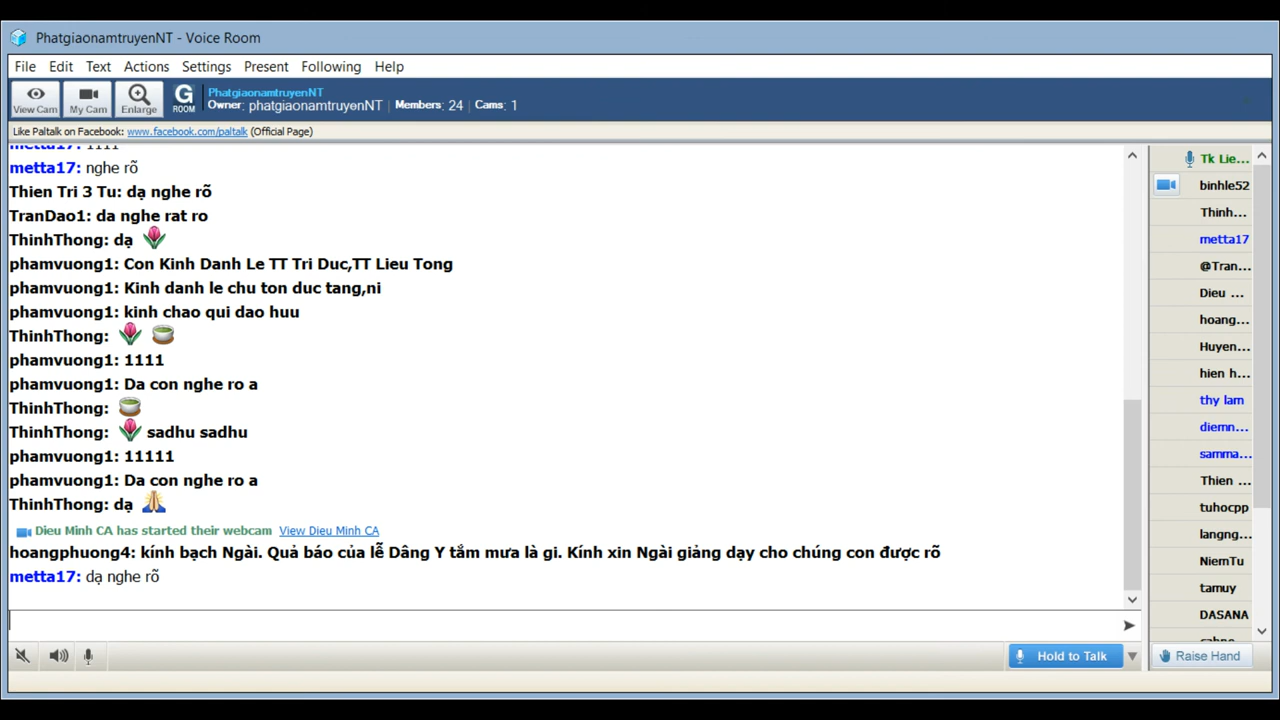 PhatgiaonamtruyenNT - Voice Room
File Edit Text Actions Settings Present Following Help
View Cam My Cam Enlarge G ROOM PhatgiaonamtruyenNT
Owner: phatgiaonamtruyenNT Members: 24 Cams: 1
Like Paltalk on Facebook: www.facebook.com/paltalk (Official Page)
metta17: 1111
metta17: nghe rõ
Thien Tri 3 Tu: dạ nghe rõ
TranDao1: da nghe rat ro
ThinhThong: dạ
phamvuong1: Con Kinh Danh Le TT Tri Duc,TT Lieu Tong
phamvuong1: Kinh danh le chu ton duc tang,ni
phamvuong1: kinh chao qui dao huu
ThinhThong:
phamvuong1: 1111
phamvuong1: Da con nghe ro a
ThinhThong:
ThinhThong: sadhu sadhu
phamvuong1: 11111
phamvuong1: Da con nghe ro a
ThinhThong: dạ
Dieu Minh CA has started their webcam View Dieu Minh CA
hoangphuong4: kính bạch Ngài. Quả báo của lễ Dâng Y tắm mưa là gi. Kính xin Ngài giảng dạy cho chúng con được rõ
metta17: dạ nghe rõ
Tk Lie...
binhle52
Thinh...
metta17
@Tran...
Dieu ...
hoang...
Huyen...
hien h...
thy lam
diemn...
samma...
Thien ...
tuhocpp
langng...
NiemTu
tamuy
DASANA
Hold to Talk
Raise Hand